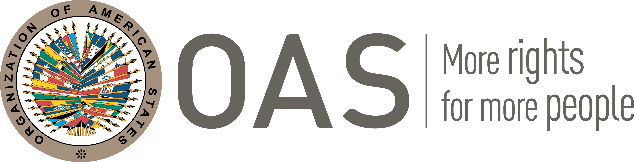 ORGANIZATION OF AMERICAN STATES
OAS
More rights
for more people